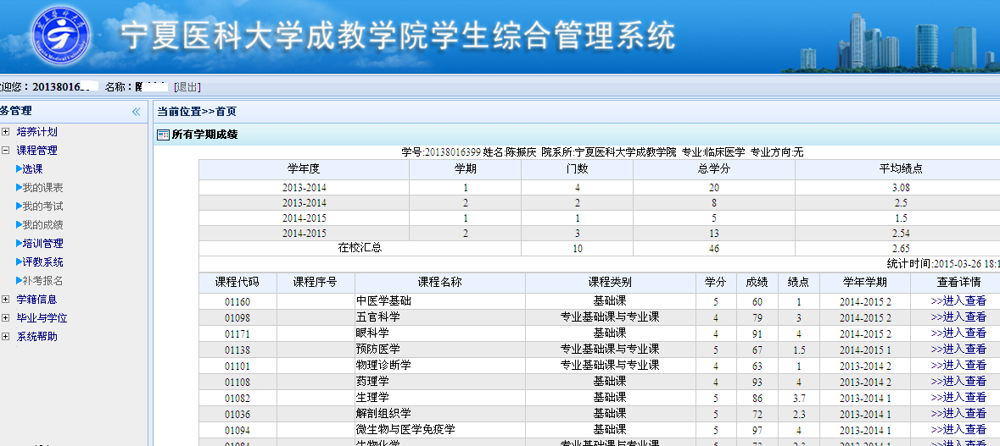 宁夏医科大学成教学院学生综合管理系统
迎您：20138016 名称： [退出]
务管理
当前位置>>首页
培养计划
课程管理
选课
我的课表
我的考试
我的成绩
培训管理
评教系统
补考报名
学籍信息
毕业与学位
系统帮助
所有学期成绩
学号:20138016399 姓名:陈振庆 院系所:宁夏医科大学成教学院 专业:临床医学 专业方向:无
学年度 学期 门数 总学分 平均绩点
2013-2014 1 4 20 3.08
2013-2014 2 2 8 2.5
2014-2015 1 1 5 1.5
2014-2015 2 3 13 2.54
在校汇总 10 46 2.65
统计时间:2015-03-26 18:1
课程代码 课程序号 课程名称 课程类别 学分 成绩 绩点 学年学期 查看详情
01160 中医学基础 基础课 5 60 1 2014-2015 2 >>进入查看
01098 五官科学 专业基础课与专业课 4 79 3 2014-2015 2 >>进入查看
01171 眼科学 基础课 4 91 4 2014-2015 2 >>进入查看
01138 预防医学 专业基础课与专业课 5 67 1.5 2014-2015 1 >>进入查看
01101 物理诊断学 专业基础课与专业课 4 63 1 2013-2014 2 >>进入查看
01108 药理学 基础课 4 93 4 2013-2014 2 >>进入查看
01082 生理学 基础课 5 86 3.7 2013-2014 1 >>进入查看
01036 解剖组织学 基础课 5 72 2.3 2013-2014 1 >>进入查看
01094 微生物与医学免疫学 基础课 5 97 4 2013-2014 1 >>进入查看
01084 生物化学 专业基础课与专业课 5 73 2.3 2013-2014 1 >>进入查看